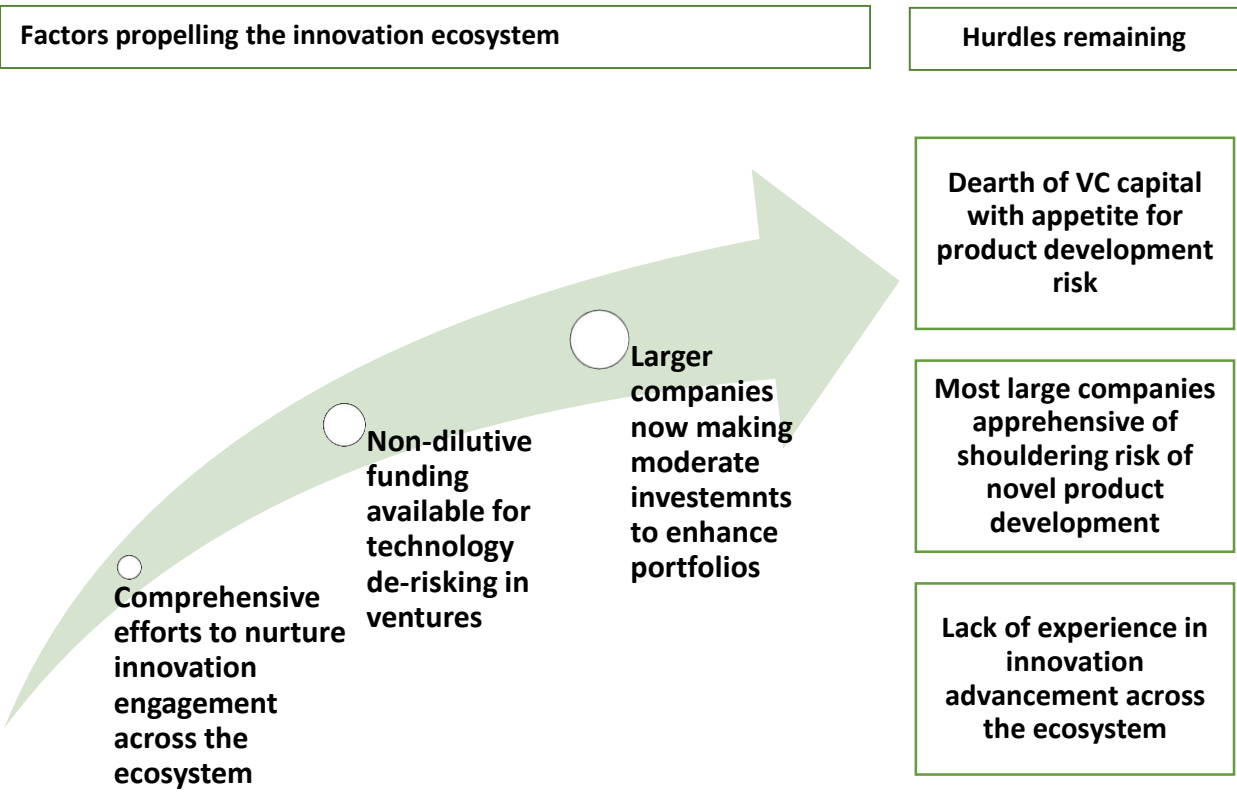 Factors propelling the innovation ecosystem
Hurdles remaining
Comprehensive
efforts to nurture
innovation
engagement
across the
ecosystem
Non-dilutive
funding
available for
technology
de-risking in
ventures
Larger
companies
now making
moderate
investemnts
to enhance
portfolios
Dearth of VC capital
with appetite for
product development
risk
Most large companies
apprehensive of
shouldering risk of
novel product
development
Lack of experience in
innovation
advancement across
the ecosystem